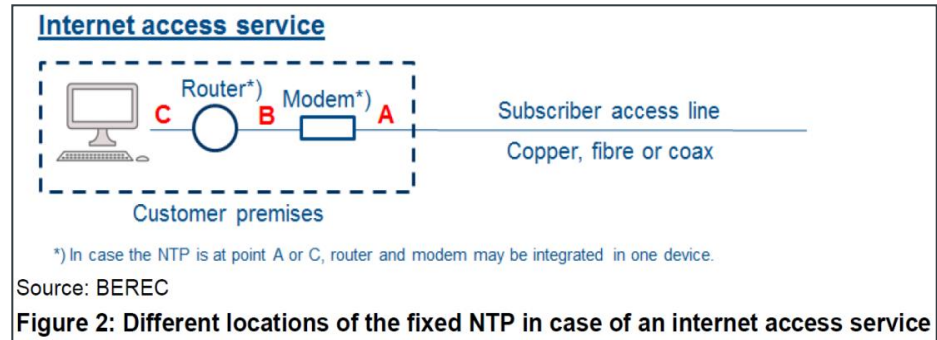 Internet access service
Router*)
Modem*)
C
B
A
Subscriber access line
Copper, fibre or coax
Customer premises
*) In case the NTP is at point A or C, router and modem may be integrated in one device.
Source: BEREC
Figure 2: Different locations of the fixed NTP in case of an internet access service